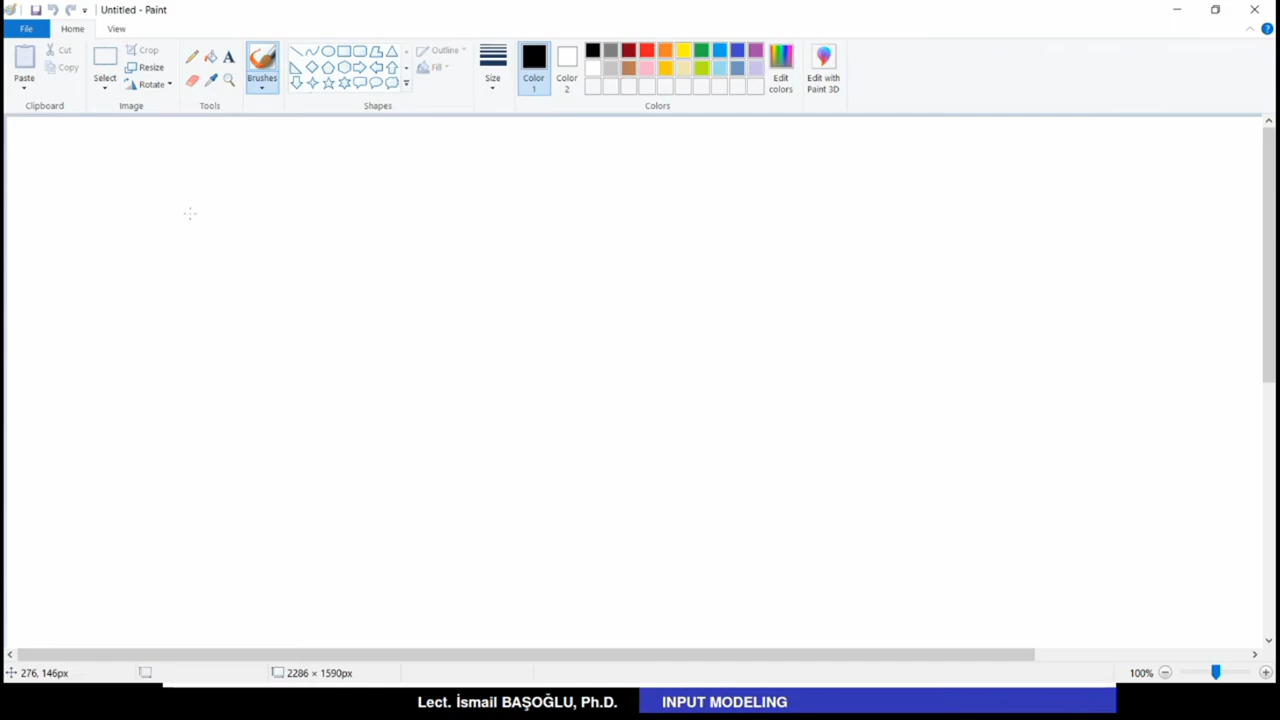 Untitled - Paint
File
Home
View
Paste
Cut
Copy
Clipboard
Select
Crop
Resize
Rotate
Image
A
Tools
Brushes
Outline
Fill
Shapes
Size
Color 1
Color 2
Edit colors
Colors
Edit with Paint 3D
276, 146px
2286 × 1590px
100%
Lect. İsmail BAŞOĞLU, Ph.D.
INPUT MODELING